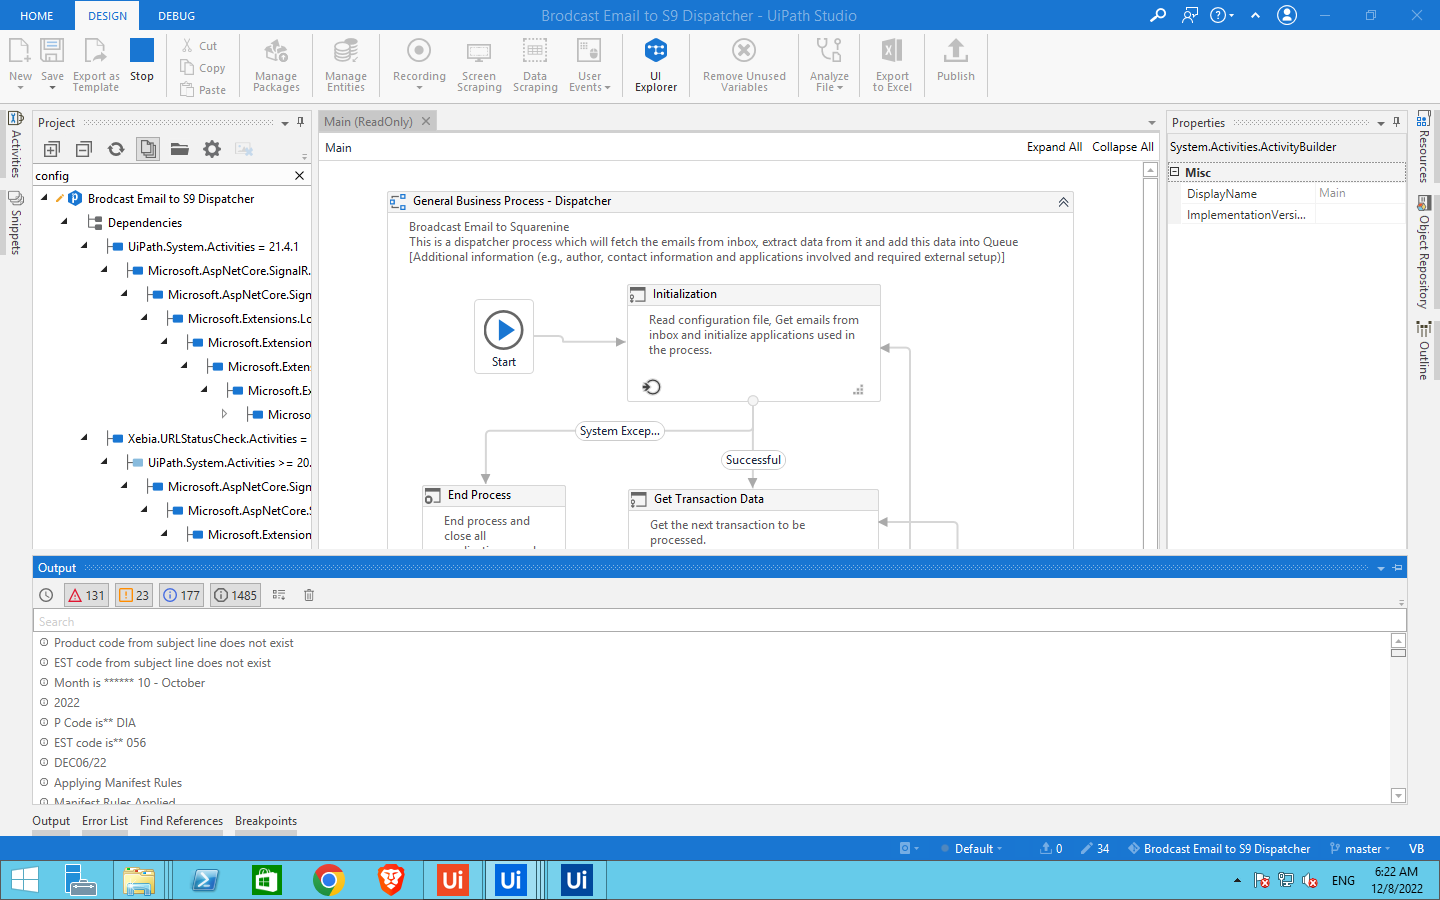 HOME
DESIGN
DEBUG
Brodcast Email to S9 Dispatcher - UiPath Studio
New
Save
Export as
Template
Stop
Cut
Copy
Paste
Manage
Packages
Manage
Entities
Recording
Screen
Scraping
Data
Scraping
User
Events
UI
Explorer
Remove Unused
Variables
Analyze
File
Export
to Excel
Publish
Activities
Snippets
Project
config
Brodcast Email to S9 Dispatcher
Dependencies
UiPath.System.Activities = 21.4.1
Microsoft.AspNetCore.SignalR.
Microsoft.AspNetCore.Sign
Microsoft.Extensions.Lo
Microsoft.Extension
Microsoft.Exten
Microsoft.Ex
Microso
Xebia.URLStatusCheck.Activities =
UiPath.System.Activities >= 20.
Microsoft.AspNetCore.Sign
Microsoft.AspNetCore.S
Microsoft.Extension
Main (ReadOnly)
Main
Expand All
Collapse All
General Business Process - Dispatcher
Broadcast Email to Squarenine
This is a dispatcher process which will fetch the emails from inbox, extract data from it and add this data into Queue
[Additional information (e.g., author, contact information and applications involved and required external setup)]
Start
Initialization
Read configuration file, Get emails from
inbox and initialize applications used in
the process.
System Excep...
Successful
End Process
End process and
close all
Get Transaction Data
Get the next transaction to be
processed.
Properties
System.Activities.ActivityBuilder
Misc
DisplayName
Main
ImplementationVersi...
Resources
Object Repository
Outline
Output
131
23
177
1485
Search
Product code from subject line does not exist
EST code from subject line does not exist
Month is ****** 10 - October
2022
P Code is** DIA
EST code is** 056
DEC06/22
Applying Manifest Rules
Manifest Rules Applied
Output
Error List
Find References
Breakpoints
Default
0
34
Brodcast Email to S9 Dispatcher
master
VB
Ui
Ui
Ui
ENG
6:22 AM
12/8/2022